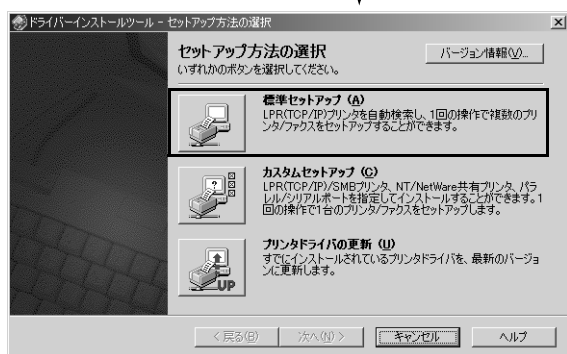 ドライバーインストールツール - セットアップ方法の選択
セットアップ方法の選択
いずれかのボタンを選択してください。
バージョン情報(V)...
標準セットアップ (A)
LPR(TCP/IP)プリンタを自動検索し、1回の操作で複数のプリ
ンタ/ファクスをセットアップすることができます。
カスタムセットアップ (C)
LPR(TCP/IP)/SMBプリンタ、NT/NetWare共有プリンタ、パラ
レル/シリアルポートを指定してインストールすることができます。1
回の操作で1台のプリンタ/ファクスをセットアップします。
プリンタドライバの更新 (U)
すでにインストールされているプリンタドライバを、最新のバージョ
ンに更新します。
UP
< 戻る(B)
次へ(N) >
キャンセル
ヘルプ